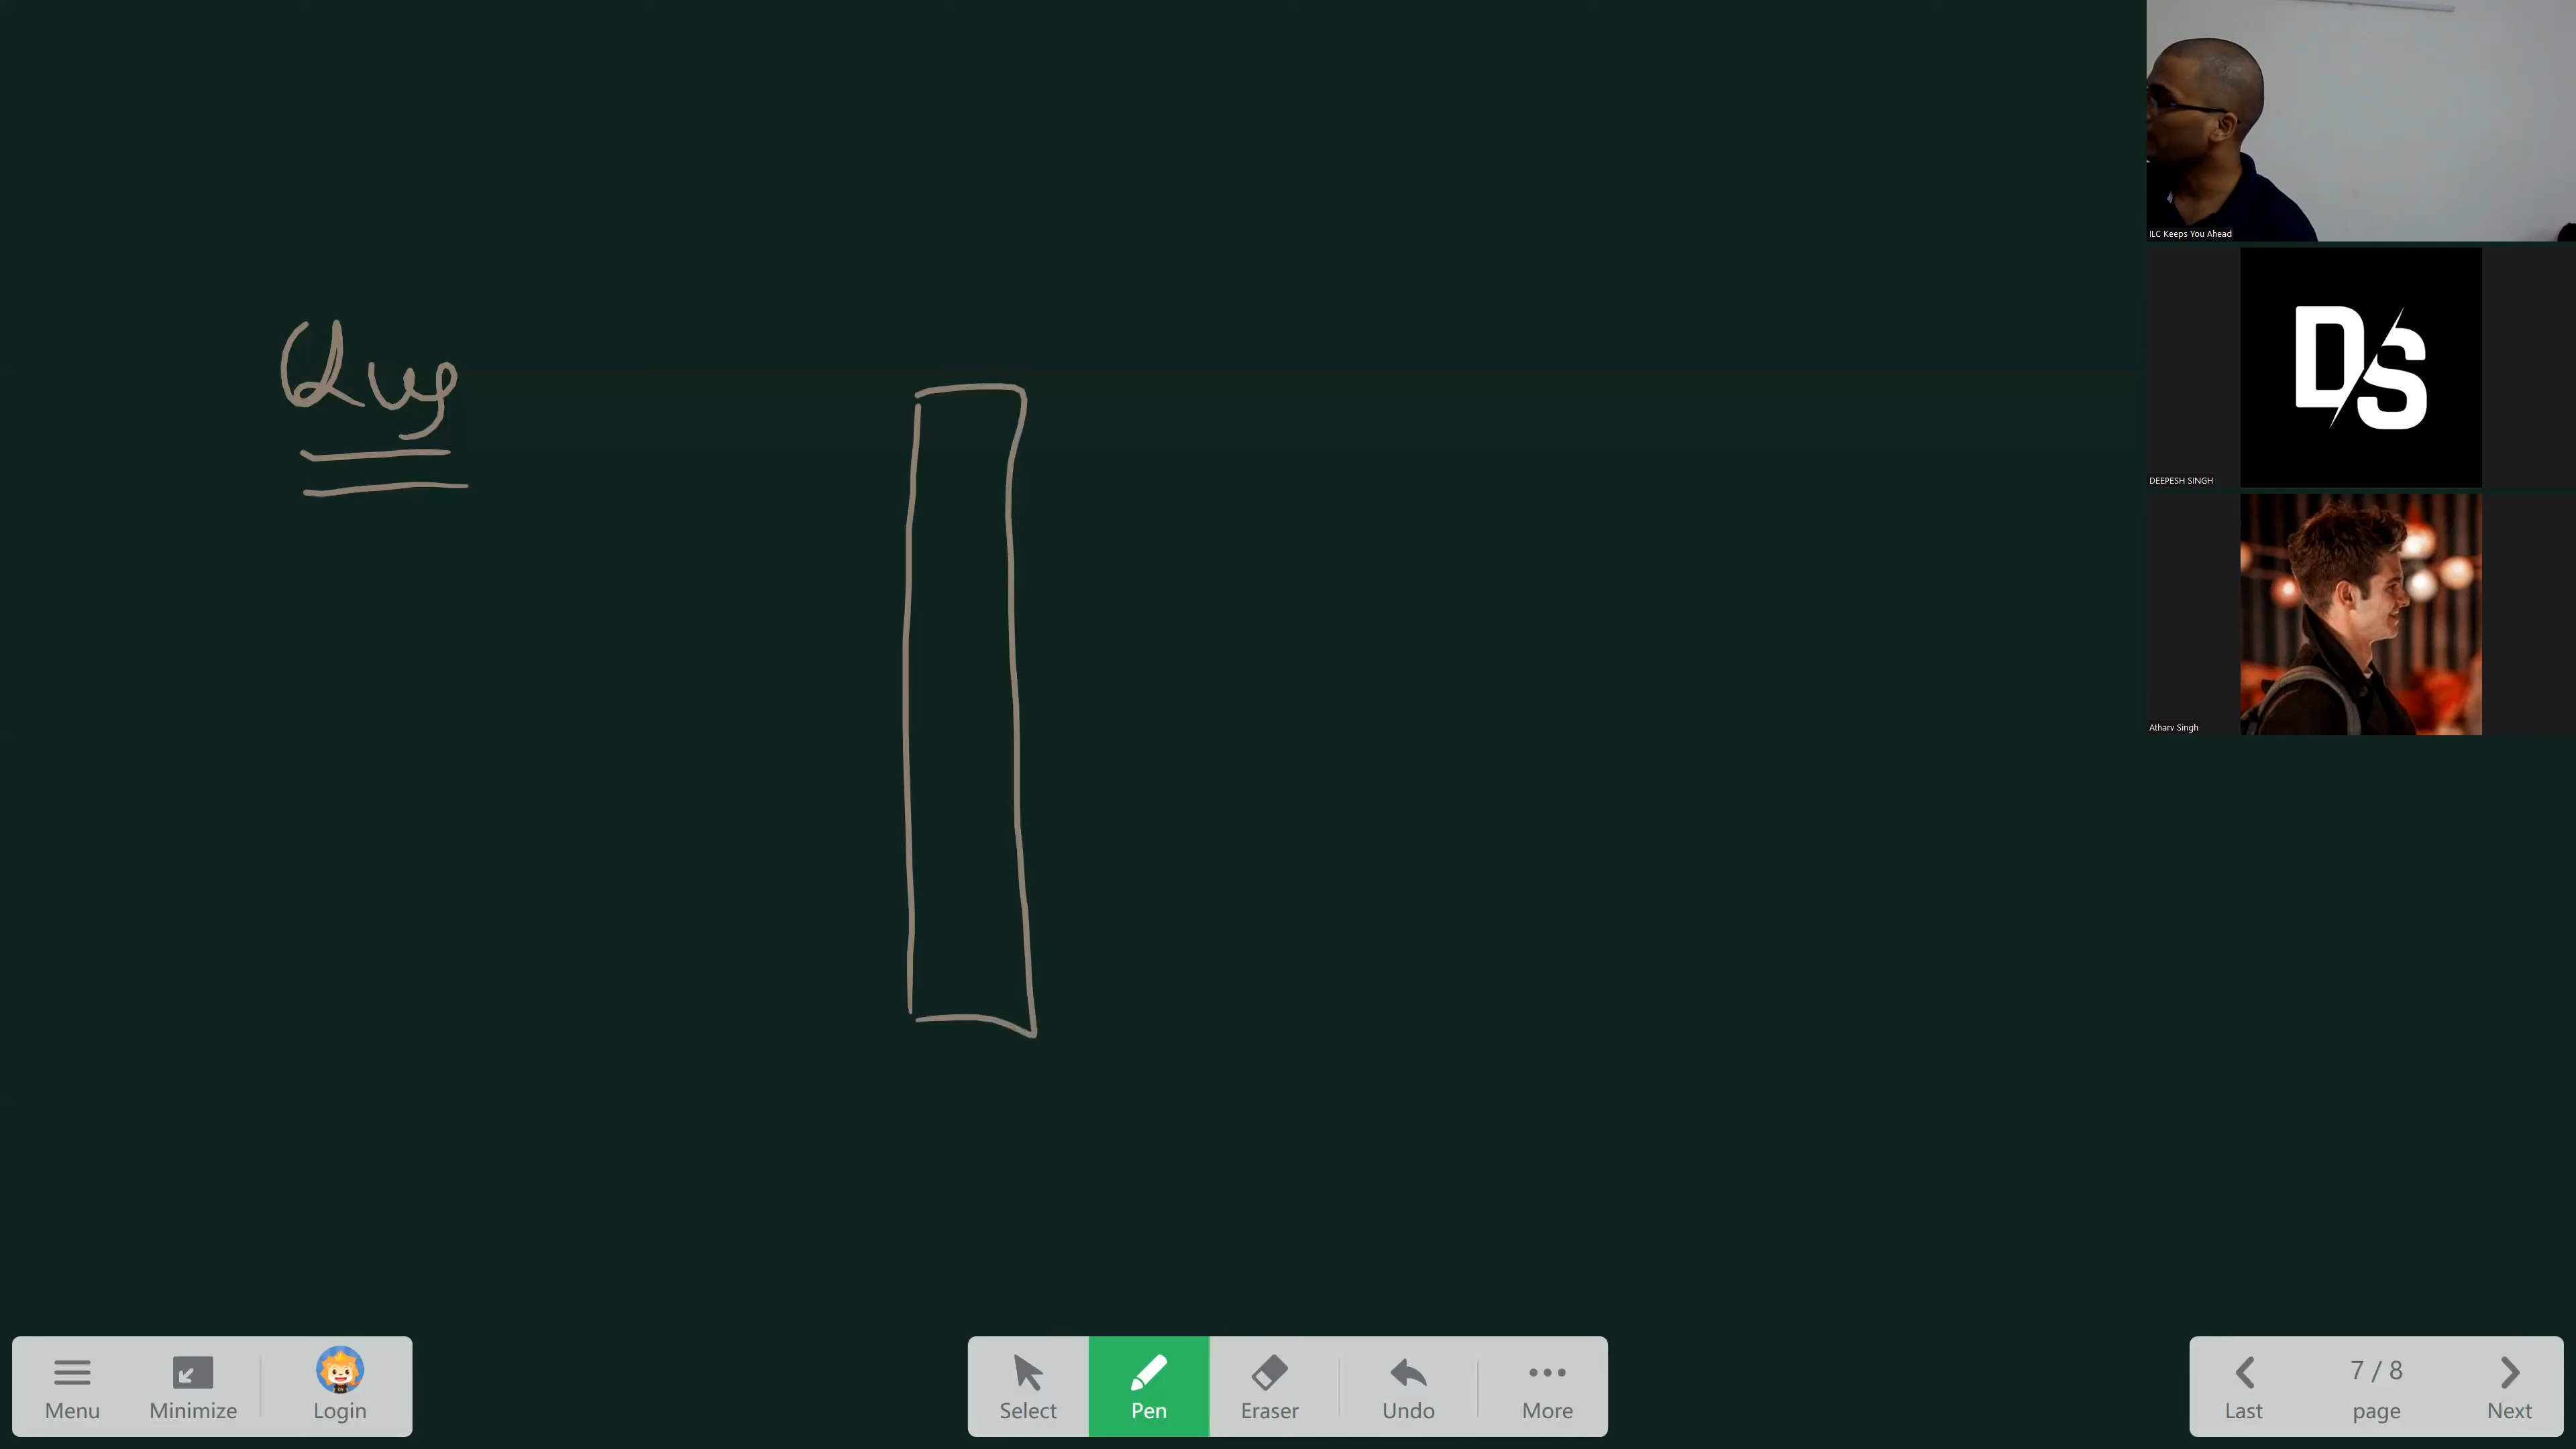 Ques
ILC Keeps You Ahead
DS
DEEPESH SINGH
Atharv Singh
Menu
Minimize
Login
Select
Pen
Eraser
Undo
More
Last
7 / 8
page
Next